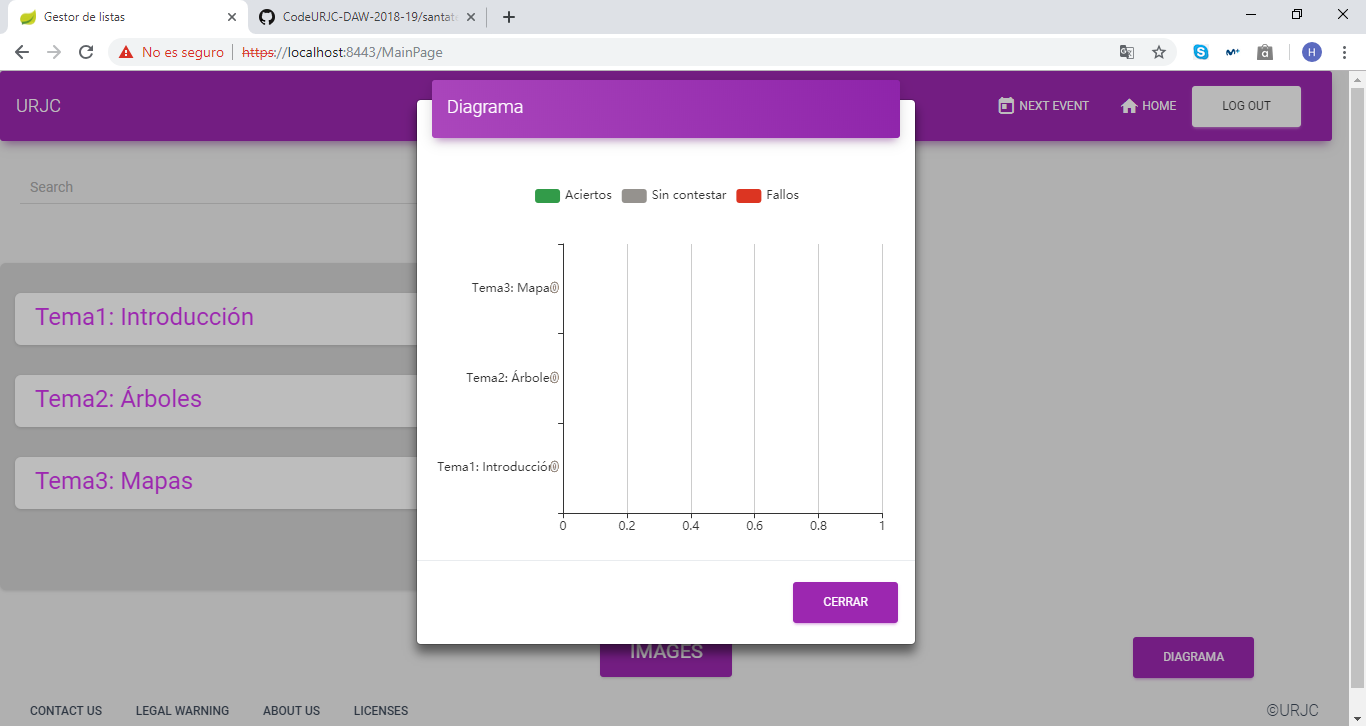 Gestor de listas
CodeURJC-DAW-2018-19/santat
No es seguro
https://localhost:8443/MainPage
H
URJC
NEXT EVENT
HOME
LOG OUT
Search
Tema1: Introducción
Tema2: Árboles
Tema3: Mapas
Diagrama
Aciertos
Sin contestar
Fallos
Tema3: Mapa
Tema2: Árbole
Tema1: Introducción
0 0.2 0.4 0.6 0.8 1
CERRAR
IMAGES
DIAGRAMA
CONTACT US
LEGAL WARNING
ABOUT US
LICENSES
©URJC